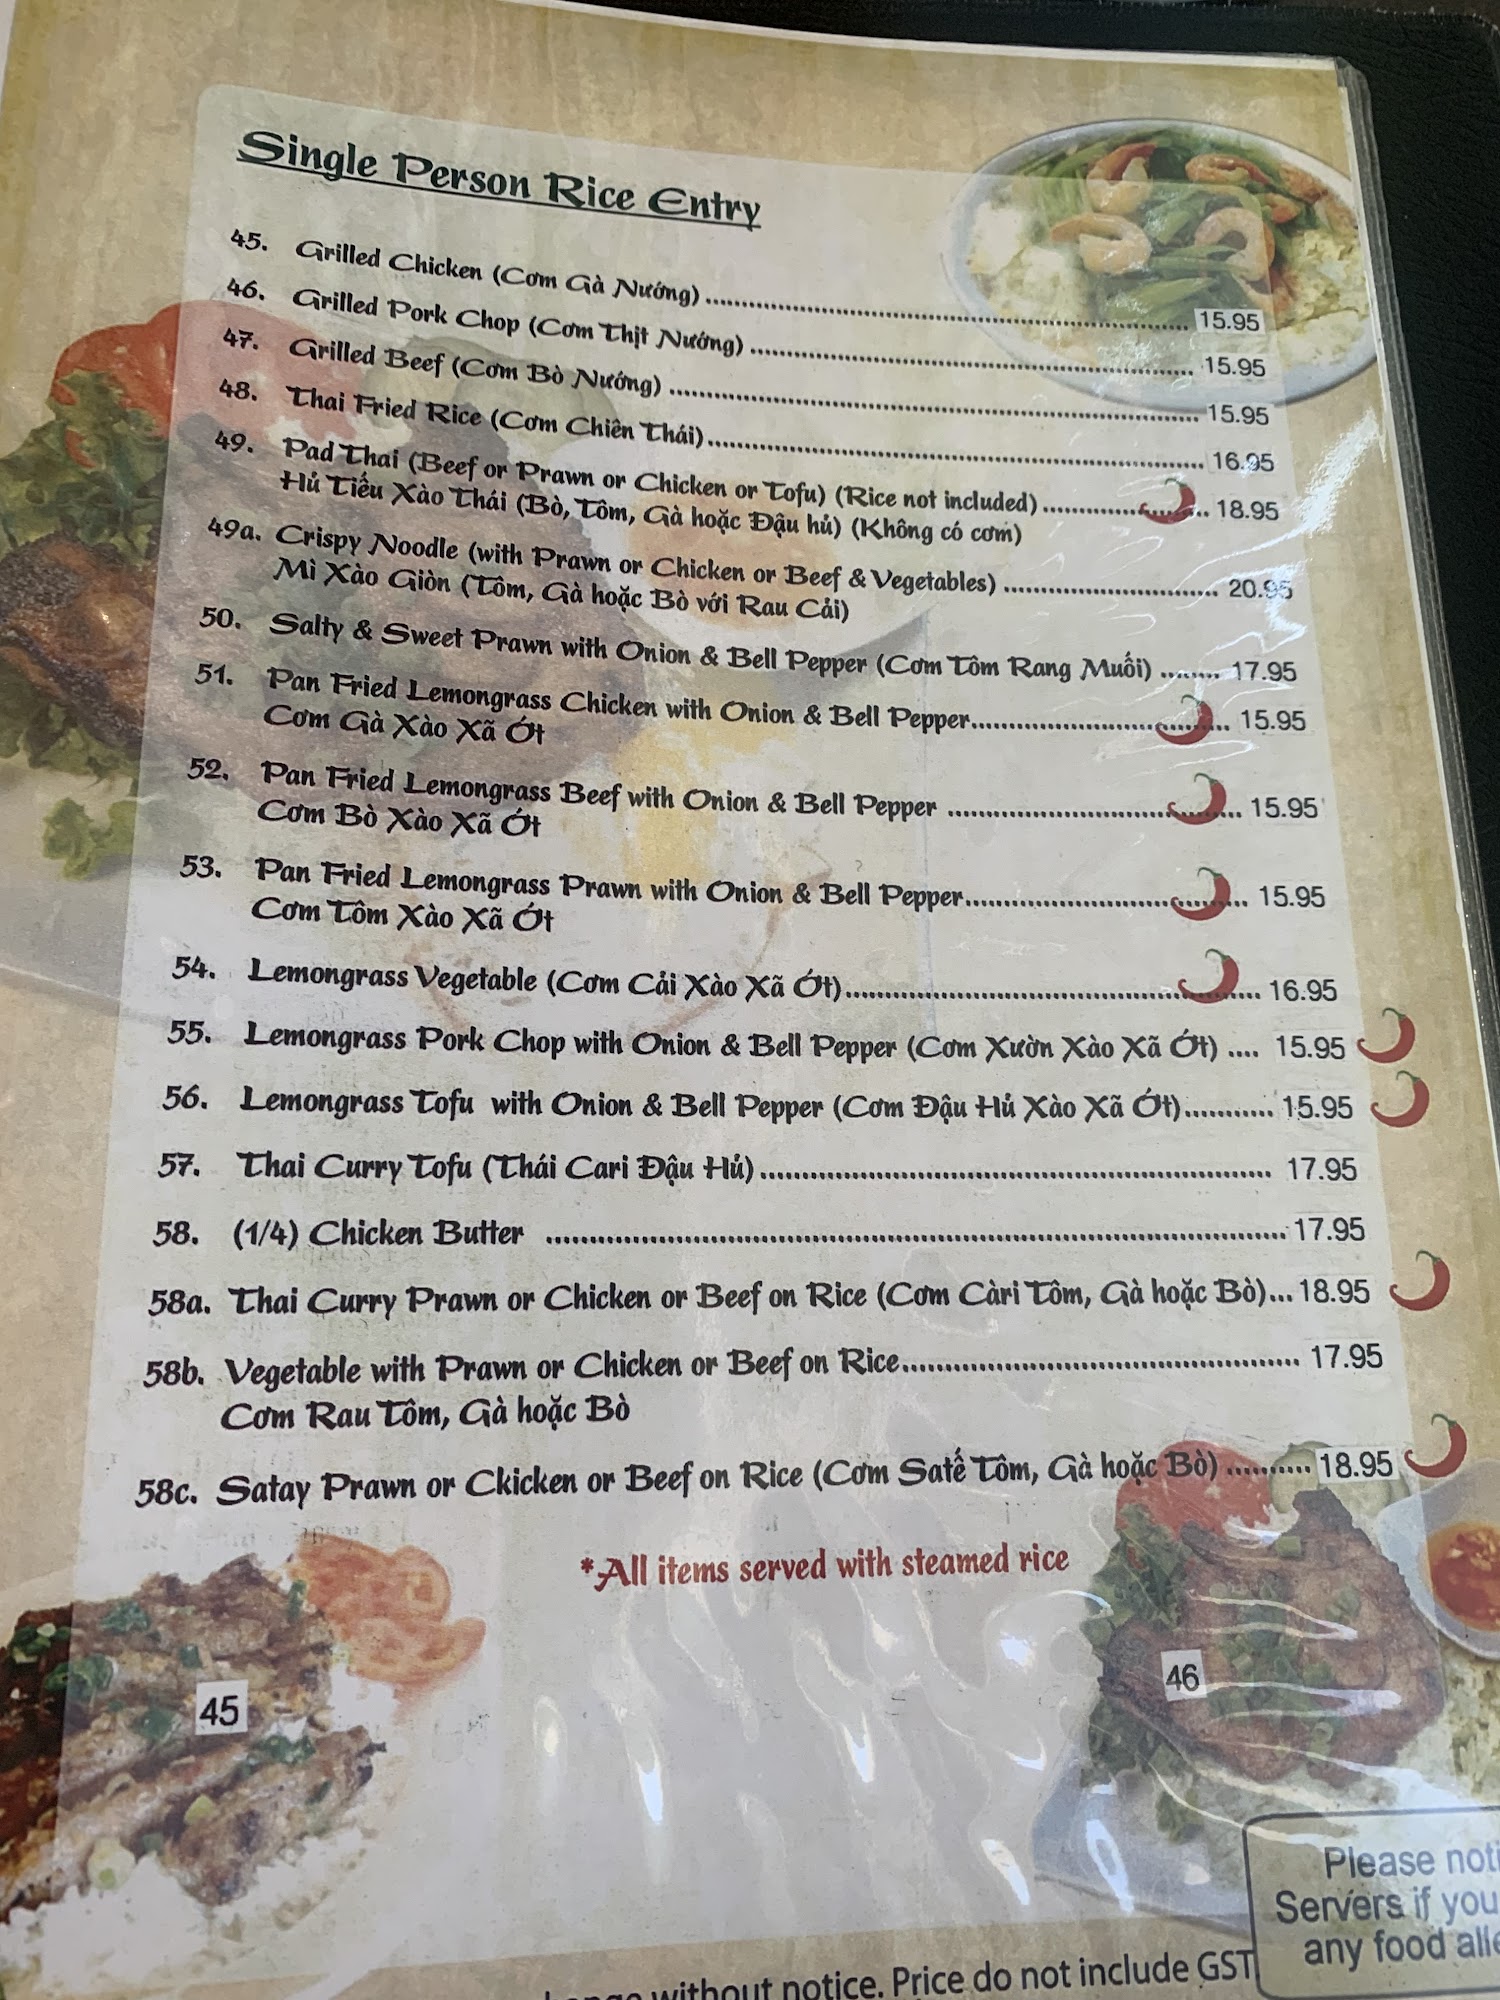 Single Person Rice Entry
45. Grilled Chicken (Cơm Gà Nướng) 15.95
46. Grilled Pork Chop (Cơm Thịt Nướng) 15.95
47. Grilled Beef (Cơm Bò Nướng) 15.95
48. Thai Fried Rice (Cơm Chiên Thái) 16.95
49. Pad Thai (Beef or Prawn or Chicken or Tofu) (Rice not included) 18.95
Hủ Tiếu Xào Thái (Bò, Tôm, Gà hoặc Đậu hủ) (Không có cơm)
49a. Crispy Noodle (with Prawn or Chicken or Beef & Vegetables) 20.95
Mì Xào Giòn (Tôm, Gà hoặc Bò với Rau Cải)
50. Salty & Sweet Prawn with Onion & Bell Pepper (Cơm Tôm Rang Muối) 17.95
51. Pan Fried Lemongrass Chicken with Onion & Bell Pepper 15.95
Cơm Gà Xào Xã Ớt
52. Pan Fried Lemongrass Beef with Onion & Bell Pepper 15.95
Cơm Bò Xào Xã Ớt
53. Pan Fried Lemongrass Prawn with Onion & Bell Pepper 15.95
Cơm Tôm Xào Xã Ớt
54. Lemongrass Vegetable (Cơm Cải Xào Xã Ớt) 16.95
55. Lemongrass Pork Chop with Onion & Bell Pepper (Cơm Xườn Xào Xã Ớt) 15.95
56. Lemongrass Tofu with Onion & Bell Pepper (Cơm Đậu Hủ Xào Xã Ớt) 15.95
57. Thai Curry Tofu (Thái Cari Đậu Hủ) 17.95
58. (1/4) Chicken Butter 17.95
58a. Thai Curry Prawn or Chicken or Beef on Rice (Cơm Càri Tôm, Gà hoặc Bò) 18.95
58b. Vegetable with Prawn or Chicken or Beef on Rice 17.95
Cơm Rau Tôm, Gà hoặc Bò
58c. Satay Prawn or Ckicken or Beef on Rice (Cơm Satế Tôm, Gà hoặc Bò) 18.95
*All items served with steamed rice
45
46
Please noti
Servers if you
any food alle
without notice. Price do not include GST